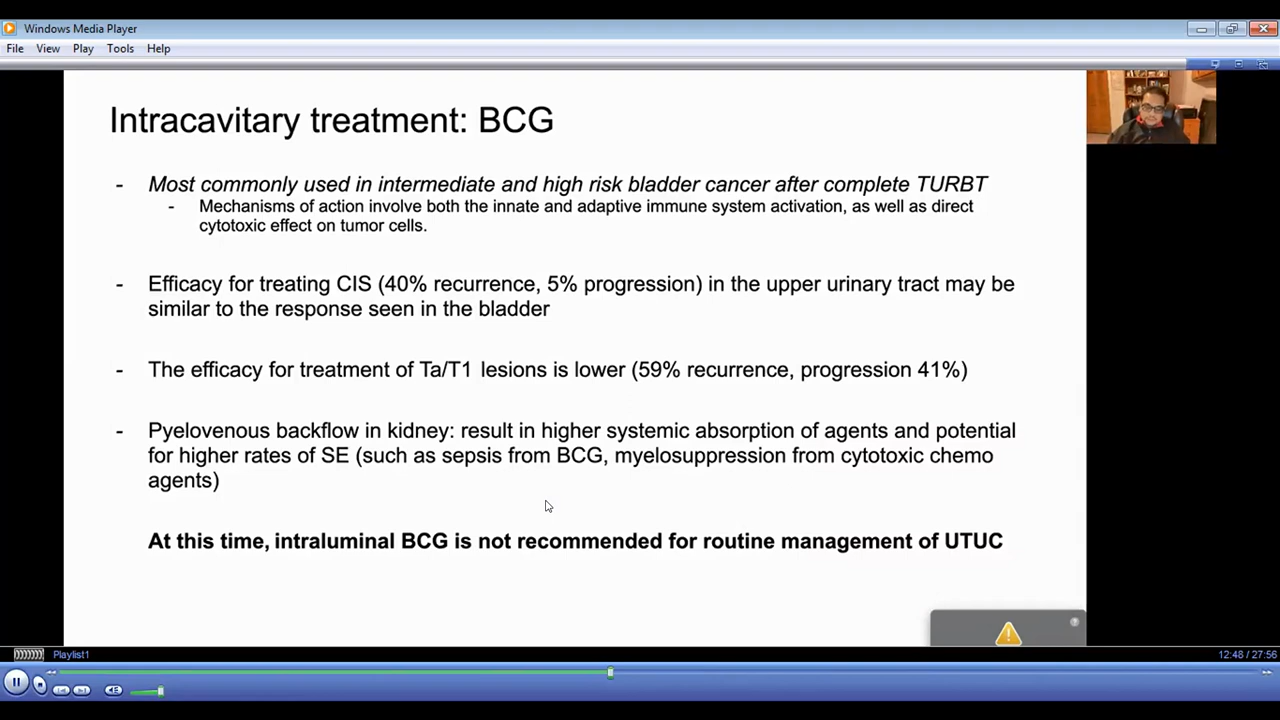 Windows Media Player
File View Play Tools Help
Intracavitary treatment: BCG
- Most commonly used in intermediate and high risk bladder cancer after complete TURBT
- Mechanisms of action involve both the innate and adaptive immune system activation, as well as direct
cytotoxic effect on tumor cells.
- Efficacy for treating CIS (40% recurrence, 5% progression) in the upper urinary tract may be
similar to the response seen in the bladder
- The efficacy for treatment of Ta/T1 lesions is lower (59% recurrence, progression 41%)
- Pyelovenous backflow in kidney: result in higher systemic absorption of agents and potential
for higher rates of SE (such as sepsis from BCG, myelosuppression from cytotoxic chemo
agents)
At this time, intraluminal BCG is not recommended for routine management of UTUC
Playlist1
12:48 / 27:56